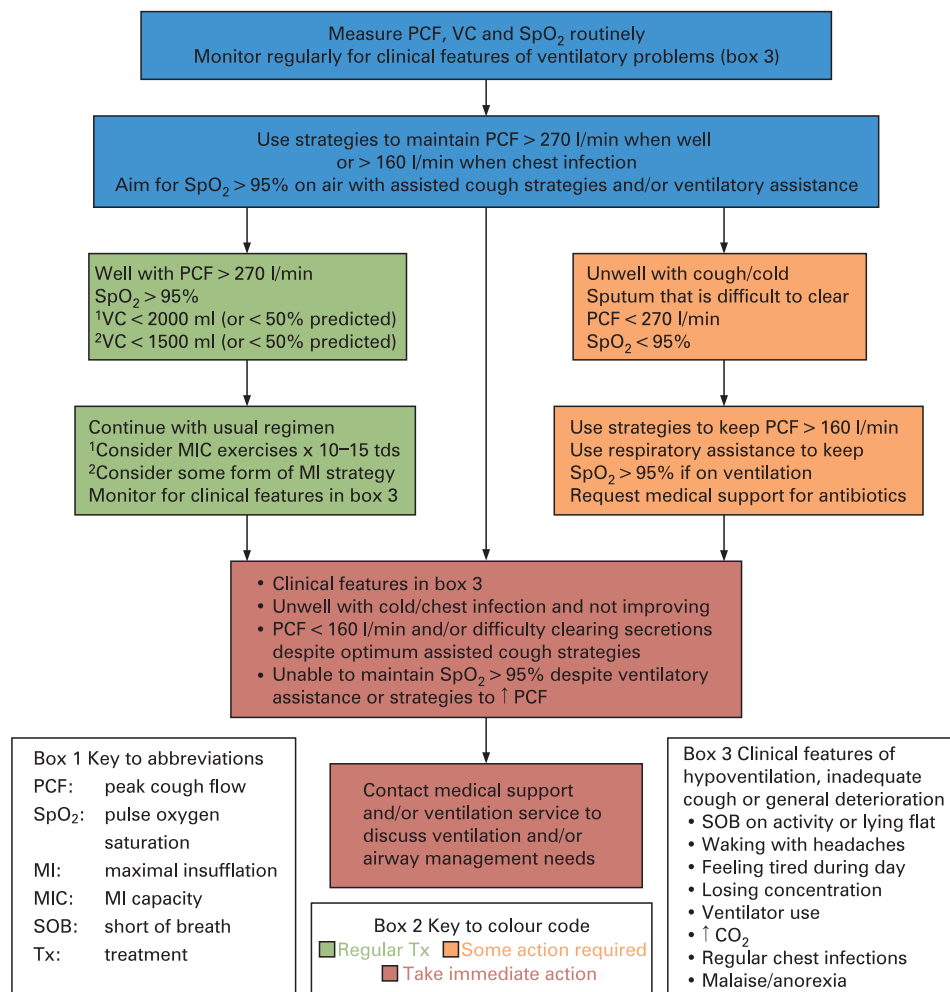 Measure PCF, VC and SpO₂ routinely
Monitor regularly for clinical features of ventilatory problems (box 3)
Use strategies to maintain PCF > 270 l/min when well
or > 160 l/min when chest infection
Aim for SpO₂ > 95% on air with assisted cough strategies and/or ventilatory assistance
Well with PCF > 270 l/min
SpO₂ > 95%
¹VC < 2000 ml (or < 50% predicted)
²VC < 1500 ml (or < 50% predicted)
Unwell with cough/cold
Sputum that is difficult to clear
PCF < 270 l/min
SpO₂ < 95%
Continue with usual regimen
¹Consider MIC exercises x 10–15 tds
²Consider some form of MI strategy
Monitor for clinical features in box 3
Use strategies to keep PCF > 160 l/min
Use respiratory assistance to keep
SpO₂ > 95% if on ventilation
Request medical support for antibiotics
• Clinical features in box 3
• Unwell with cold/chest infection and not improving
• PCF < 160 l/min and/or difficulty clearing secretions
despite optimum assisted cough strategies
• Unable to maintain SpO₂ > 95% despite ventilatory
assistance or strategies to ↑ PCF
Contact medical support
and/or ventilation service to
discuss ventilation and/or
airway management needs
Box 1 Key to abbreviations
PCF: peak cough flow
SpO₂: pulse oxygen
saturation
MI: maximal insufflation
MIC: MI capacity
SOB: short of breath
Tx: treatment
Box 2 Key to colour code
Regular Tx Some action required
Take immediate action
Box 3 Clinical features of
hypoventilation, inadequate
cough or general deterioration
• SOB on activity or lying flat
• Waking with headaches
• Feeling tired during day
• Losing concentration
• Ventilator use
• ↑ CO₂
• Regular chest infections
• Malaise/anorexia